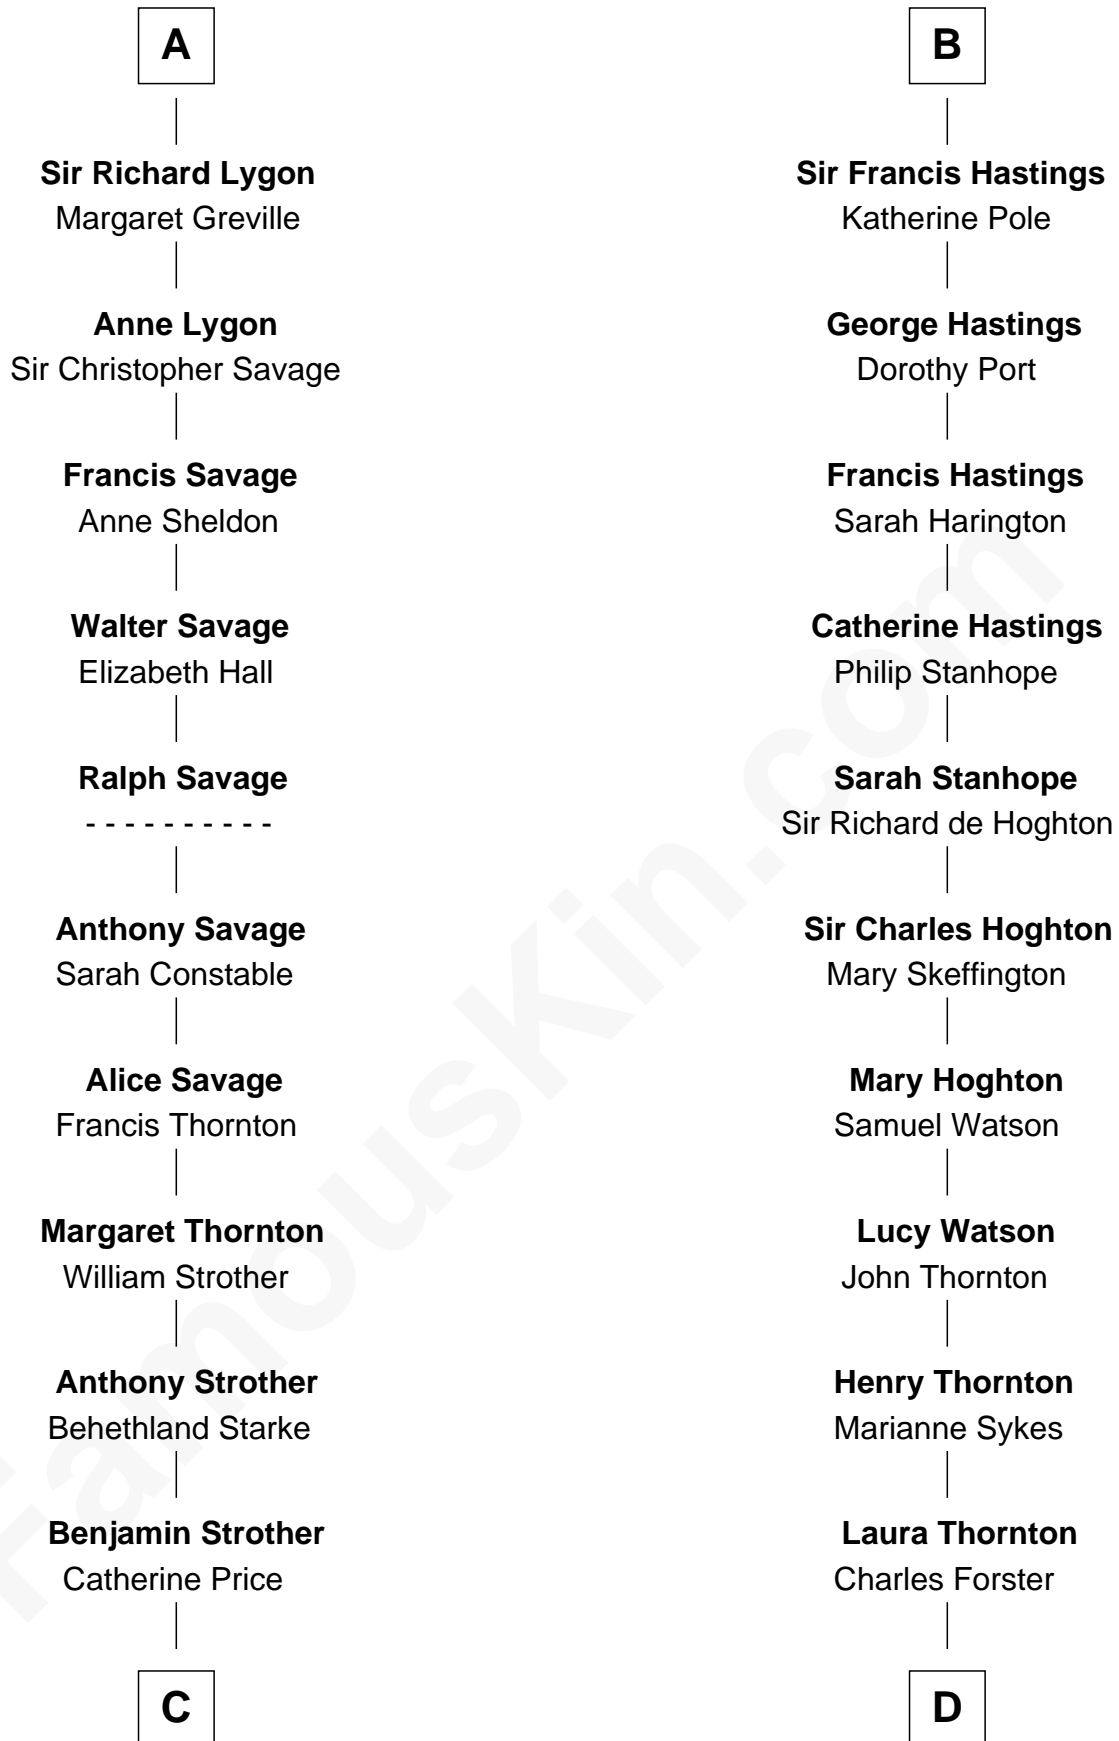 A
Sir Richard Lygon
Margaret Greville
Anne Lygon
Sir Christopher Savage
Francis Savage
Anne Sheldon
Walter Savage
Elizabeth Hall
Ralph Savage
- - - - - - - - - -
Anthony Savage
Sarah Constable
Alice Savage
Francis Thornton
Margaret Thornton
William Strother
Anthony Strother
Behethland Starke
Benjamin Strother
Catherine Price
C
B
Sir Francis Hastings
Katherine Pole
George Hastings
Dorothy Port
Francis Hastings
Sarah Harington
Catherine Hastings
Philip Stanhope
Sarah Stanhope
Sir Richard de Hoghton
Sir Charles Hoghton
Mary Skeffington
Mary Hoghton
Samuel Watson
Lucy Watson
John Thornton
Henry Thornton
Marianne Sykes
Laura Thornton
Charles Forster
D
FamousKin.com